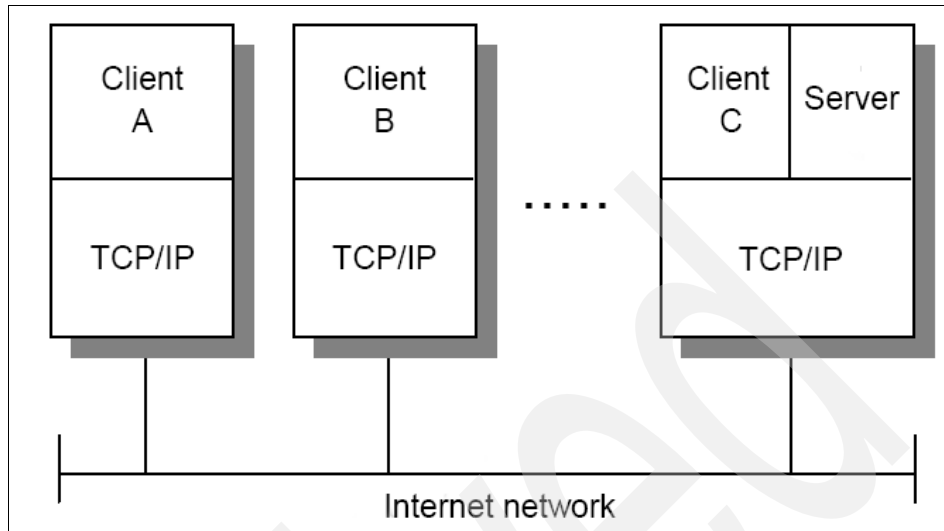 Client
A
TCP/IP
Client
B
TCP/IP
.....
Client
C
Server
TCP/IP
Internet network